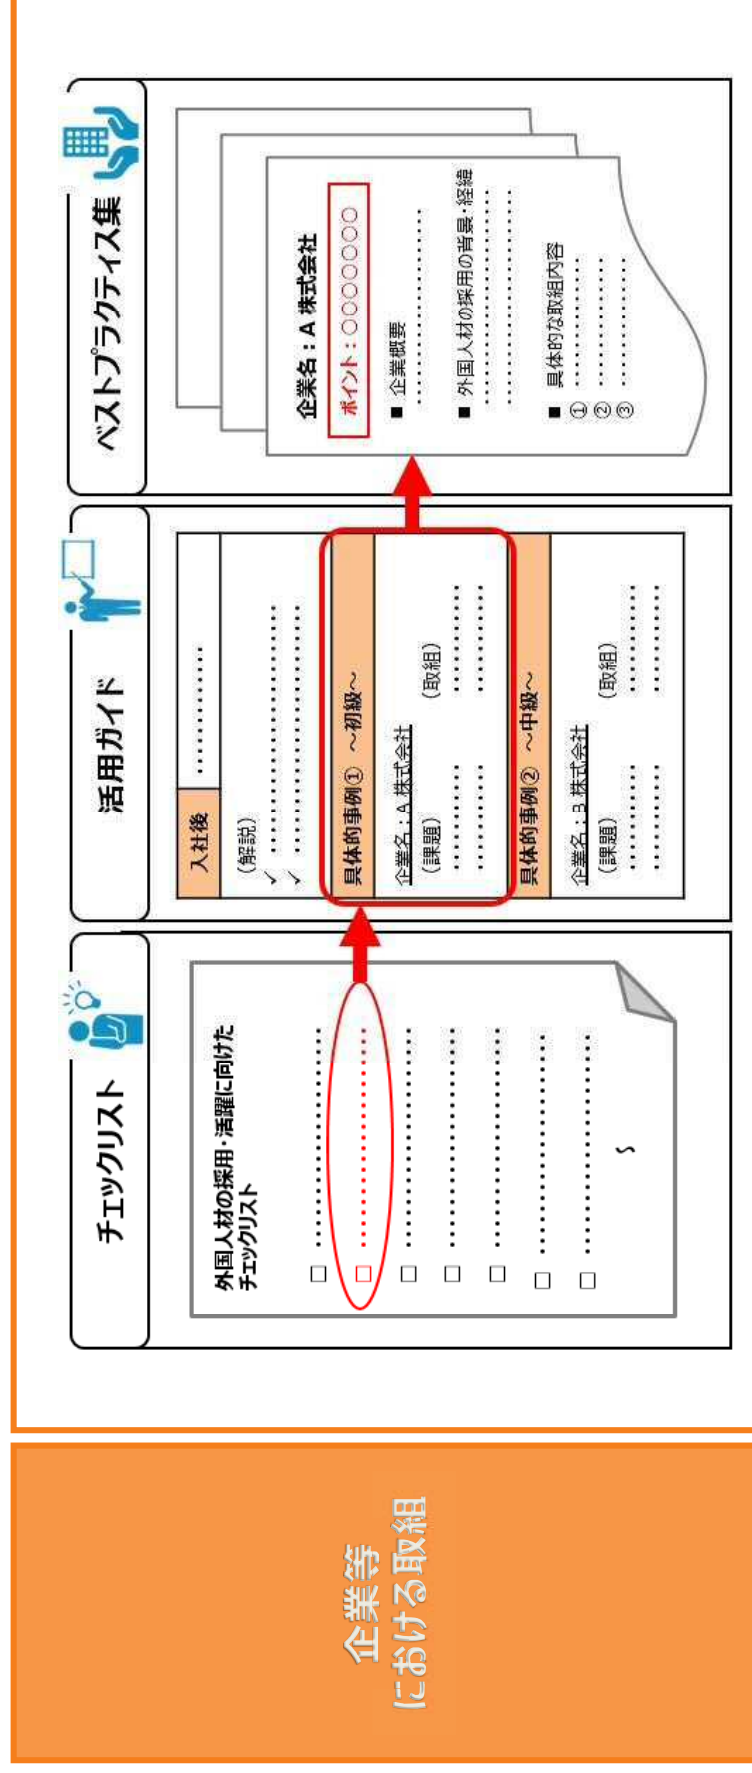 企業等
における取組
チェックリスト
外国人材の採用・活躍に向けた
チェックリスト
□ ・・・・・・・・・・・・・・・・・・・・
□ ・・・・・・・・・・・・・・・・・・・・
□ ・・・・・・・・・・・・・・・・・・・・
□ ・・・・・・・・・・・・・・・・・・・・
□ ・・・・・・・・・・・・・・・・・・・・
□ ・・・・・・・・・・・・・・・・・・・・
□ ・・・・・・・・・・・・・・・・・・・・
~
活用ガイド
入社後 ・・・・・・・・・・・・
(解説)
✓ ・・・・・・・・・・・・・・・・・・・・・・
✓ ・・・・・・・・・・・・・・・・・・・・・・
具体的事例① ~初級~
企業名:A 株式会社
(課題) (取組)
・・・・・・・・・・ ・・・・・・・・・・
・・・・・・・・・・ ・・・・・・・・・・
具体的事例② ~中級~
企業名:B 株式会社
(課題) (取組)
・・・・・・・・・・ ・・・・・・・・・・
・・・・・・・・・・ ・・・・・・・・・・
ベストプラクティス集
企業名:A 株式会社
ポイント:○○○○○○○
■ 企業概要
・・・・・・・・・・・・・・・・・・
■ 外国人材の採用の背景・経緯
・・・・・・・・・・・・・・・・・・・・
・・・・・・・・・・・・・・・・・・・・
■ 具体的な取組内容
① ・・・・・・・・・・・・
② ・・・・・・・・・・・・
③ ・・・・・・・・・・・・